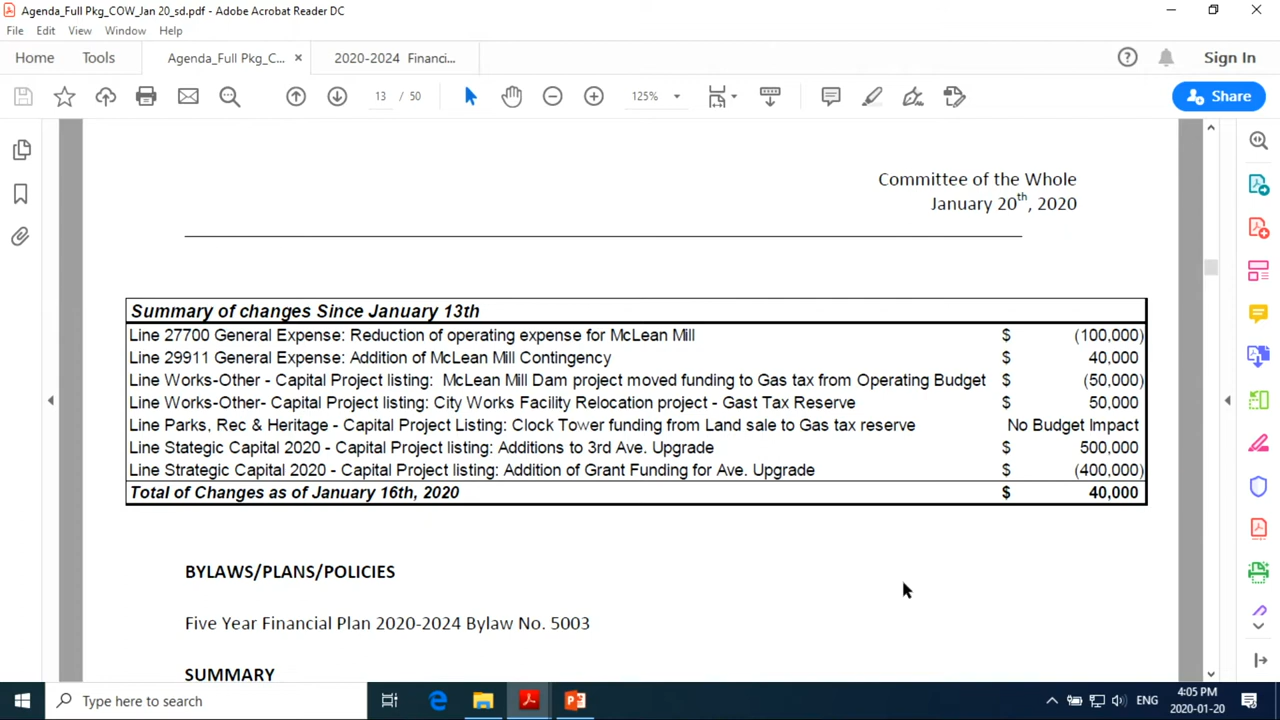 Agenda_Full Pkg_COW_Jan 20_sd.pdf - Adobe Acrobat Reader DC
File Edit View Window Help
Home Tools Agenda_Full Pkg_C... × 2020-2024 Financi... Sign In
13 / 50 125% Share
Committee of the Whole
January 20th, 2020
Summary of changes Since January 13th
Line 27700 General Expense: Reduction of operating expense for McLean Mill $ (100,000)
Line 29911 General Expense: Addition of McLean Mill Contingency $ 40,000
Line Works-Other - Capital Project listing: McLean Mill Dam project moved funding to Gas tax from Operating Budget $ (50,000)
Line Works-Other- Capital Project listing: City Works Facility Relocation project - Gast Tax Reserve $ 50,000
Line Parks, Rec & Heritage - Capital Project Listing: Clock Tower funding from Land sale to Gas tax reserve No Budget Impact
Line Stategic Capital 2020 - Capital Project listing: Additions to 3rd Ave. Upgrade $ 500,000
Line Strategic Capital 2020 - Capital Project listing: Addition of Grant Funding for Ave. Upgrade $ (400,000)
Total of Changes as of January 16th, 2020 $ 40,000
BYLAWS/PLANS/POLICIES
Five Year Financial Plan 2020-2024 Bylaw No. 5003
SUMMARY
Type here to search
ENG
4:05 PM
2020-01-20